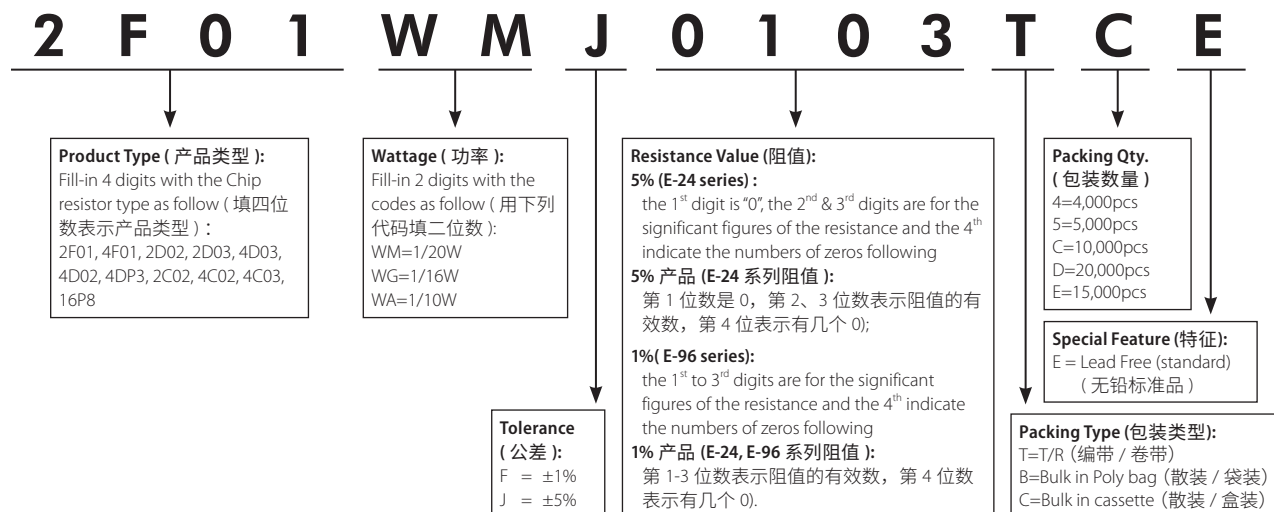 2F01 WM J 0103 T C E
Product Type ( 产品类型 ):
Fill-in 4 digits with the Chip
resistor type as follow ( 填四位
数表示产品类型 ) :
2F01, 4F01, 2D02, 2D03, 4D03,
4D02, 4DP3, 2C02, 4C02, 4C03,
16P8
Wattage ( 功率 ):
Fill-in 2 digits with the
codes as follow ( 用下列
代码填二位数 ):
WM=1/20W
WG=1/16W
WA=1/10W
Tolerance
( 公差 ):
F = ±1%
J = ±5%
Resistance Value (阻值):
5% (E-24 series) :
the 1st digit is "0", the 2nd & 3rd digits are for the
significant figures of the resistance and the 4th
indicate the numbers of zeros following
5% 产品 (E-24 系列阻值 ):
第 1 位数是 0，第 2、3 位数表示阻值的有
效数，第 4 位表示有几个 0);
1%( E-96 series):
the 1st to 3rd digits are for the significant
figures of the resistance and the 4th indicate
the numbers of zeros following
1% 产品 (E-24, E-96 系列阻值 ):
第 1-3 位数表示阻值的有效数，第 4 位数
表示有几个 0).
Packing Qty.
( 包装数量 )
4=4,000pcs
5=5,000pcs
C=10,000pcs
D=20,000pcs
E=15,000pcs
Special Feature (特征):
E = Lead Free (standard)
( 无铅标准品 )
Packing Type (包装类型):
T=T/R（编带 / 卷带）
B=Bulk in Poly bag（散装 / 袋装）
C=Bulk in cassette（散装 / 盒装）